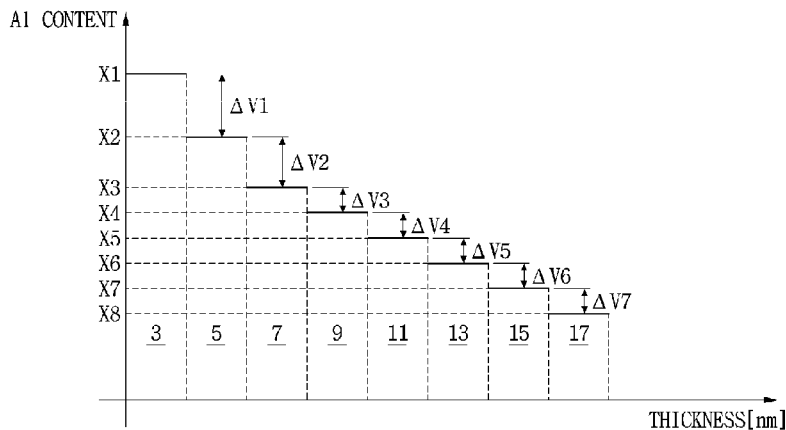 A1 CONTENT
X1
ΔV1
X2
ΔV2
X3
ΔV3
X4
ΔV4
X5
ΔV5
X6
ΔV6
X7
ΔV7
X8
3 5 7 9 11 13 15 17
THICKNESS[nm]